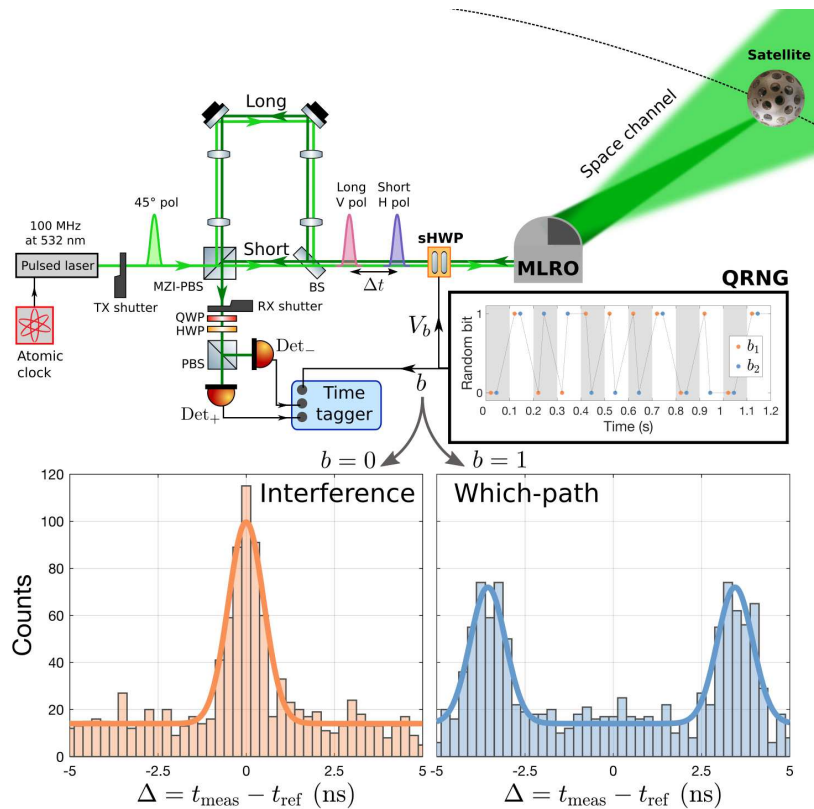 Satellite
Space channel
Long
45° pol
Long
V pol
Short
H pol
100 MHz
at 532 nm
Short
sHWP
Pulsed laser
MZI-PBS
BS
Δt
MLRO
TX shutter
RX shutter
QWP
HWP
PBS
Atomic
clock
Det₋
Det₊
Time
tagger
V_b
b
QRNG
Random bit
1
0
b₁
b₂
0 0.1 0.2 0.3 0.4 0.5 0.6 0.7 0.8 0.9 1 1.1 1.2
Time (s)
b = 0
b = 1
Interference
Which-path
Counts
120
100
80
60
40
20
0
-5 -2.5 0 2.5 5
-5 -2.5 0 2.5 5
Δ = t_meas − t_ref (ns)
Δ = t_meas − t_ref (ns)